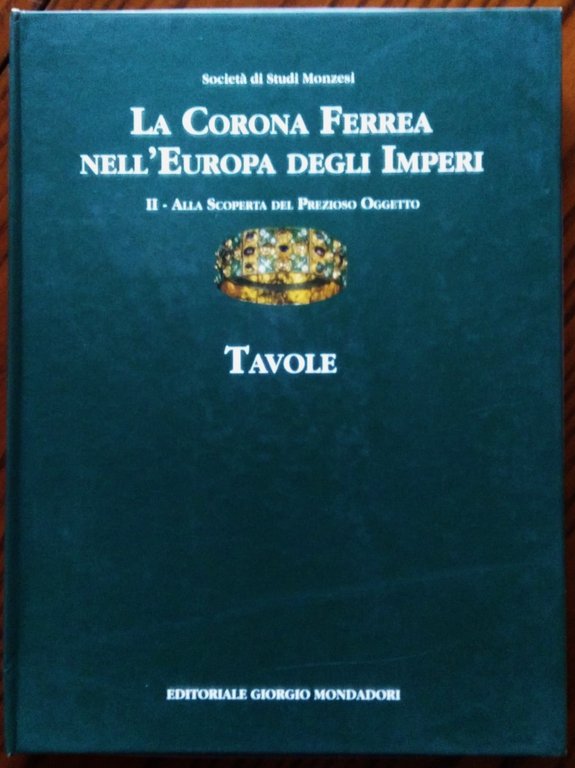 Società di Studi Monzesi
La Corona Ferrea
nell'Europa degli Imperi
II - Alla Scoperta del Prezioso Oggetto
Tavole
EDITORIALE GIORGIO MONDADORI